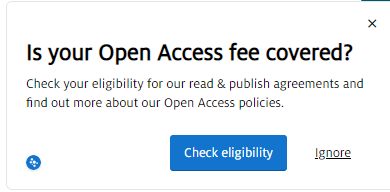 Is your Open Access fee covered?
Check your eligibility for our read & publish agreements and
find out more about our Open Access policies.
Check eligibility Ignore